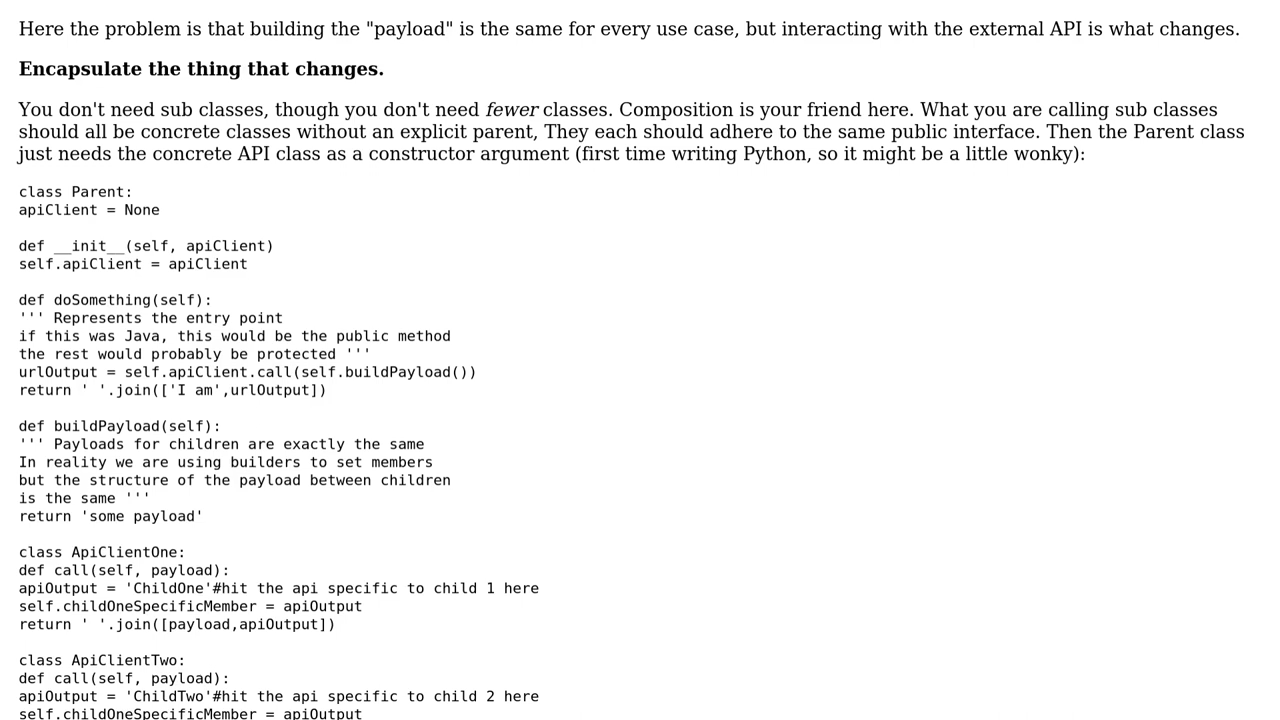 Here the problem is that building the "payload" is the same for every use case, but interacting with the external API is what changes.
Encapsulate the thing that changes.
You don't need sub classes, though you don't need fewer classes. Composition is your friend here. What you are calling sub classes
should all be concrete classes without an explicit parent, They each should adhere to the same public interface. Then the Parent class
just needs the concrete API class as a constructor argument (first time writing Python, so it might be a little wonky):
class Parent:
apiClient = None
def __init__(self, apiClient)
self.apiClient = apiClient
def doSomething(self):
''' Represents the entry point
if this was Java, this would be the public method
the rest would probably be protected '''
urlOutput = self.apiClient.call(self.buildPayload())
return ' '.join(['I am',urlOutput])
def buildPayload(self):
''' Payloads for children are exactly the same
In reality we are using builders to set members
but the structure of the payload between children
is the same '''
return 'some payload'
class ApiClientOne:
def call(self, payload):
apiOutput = 'ChildOne'#hit the api specific to child 1 here
self.childOneSpecificMember = apiOutput
return ' '.join([payload,apiOutput])
class ApiClientTwo:
def call(self, payload):
apiOutput = 'ChildTwo'#hit the api specific to child 2 here
self.childOneSpecificMember = apiOutput